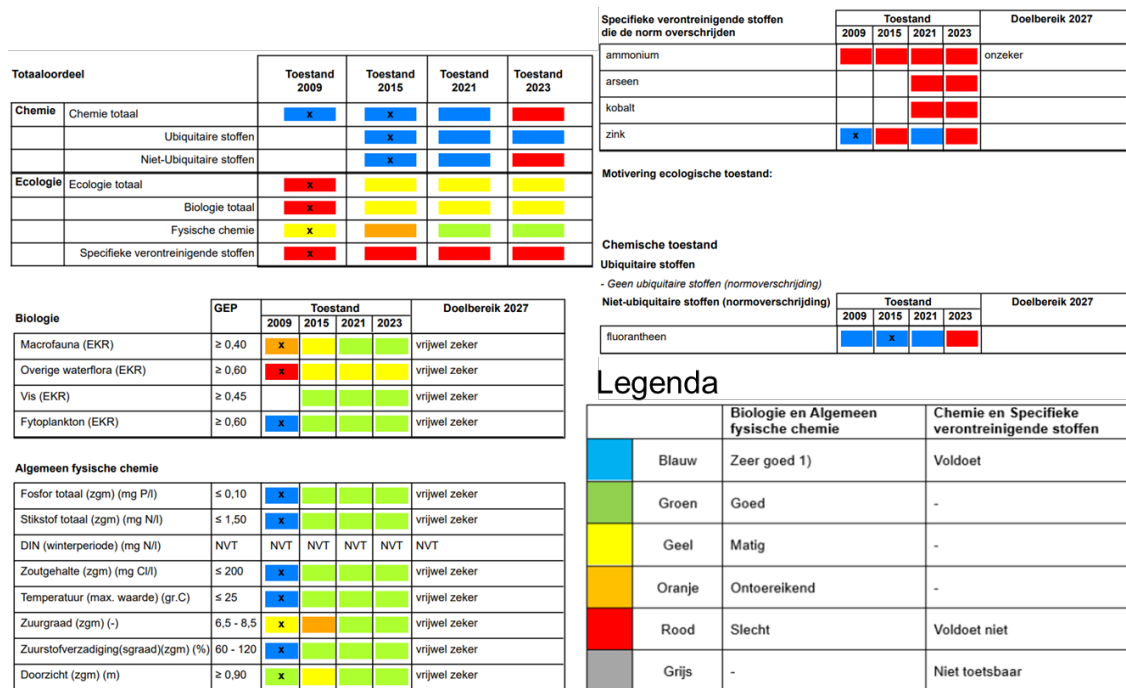 Totaaloordeel Toestand 2009 Toestand 2015 Toestand 2021 Toestand 2023
Chemie Chemie totaal x x
Ubiquitaire stoffen x
Niet-Ubiquitaire stoffen x
Ecologie Ecologie totaal x
Biologie totaal x
Fysische chemie x
Specifieke verontreinigende stoffen x
Biologie GEP Toestand Doelbereik 2027
2009 2015 2021 2023
Macrofauna (EKR) ≥ 0,40 x vrijwel zeker
Overige waterflora (EKR) ≥ 0,60 x vrijwel zeker
Vis (EKR) ≥ 0,45 vrijwel zeker
Fytoplankton (EKR) ≥ 0,60 x vrijwel zeker
Algemeen fysische chemie
Fosfor totaal (zgm) (mg P/l) ≤ 0,10 x vrijwel zeker
Stikstof totaal (zgm) (mg N/l) ≤ 1,50 x vrijwel zeker
DIN (winterperiode) (mg N/l) NVT NVT NVT NVT NVT NVT
Zoutgehalte (zgm) (mg Cl/l) ≤ 200 x vrijwel zeker
Temperatuur (max. waarde) (gr.C) ≤ 25 x vrijwel zeker
Zuurgraad (zgm) (-) 6,5 - 8,5 x vrijwel zeker
Zuurstofverzadiging(sgraad)(zgm) (%) 60 - 120 x vrijwel zeker
Doorzicht (zgm) (m) ≥ 0,90 x vrijwel zeker
Specifieke verontreinigende stoffen Toestand Doelbereik 2027
die de norm overschrijden 2009 2015 2021 2023
ammonium onzeker
arseen
kobalt
zink x
Motivering ecologische toestand:
Chemische toestand
Ubiquitaire stoffen
- Geen ubiquitaire stoffen (normoverschrijding)
Niet-ubiquitaire stoffen (normoverschrijding) Toestand Doelbereik 2027
2009 2015 2021 2023
fluorantheen x
Legenda
Biologie en Algemeen Chemie en Specifieke
fysische chemie verontreinigende stoffen
Blauw Zeer goed 1) Voldoet
Groen Goed -
Geel Matig -
Oranje Ontoereikend -
Rood Slecht Voldoet niet
Grijs - Niet toetsbaar